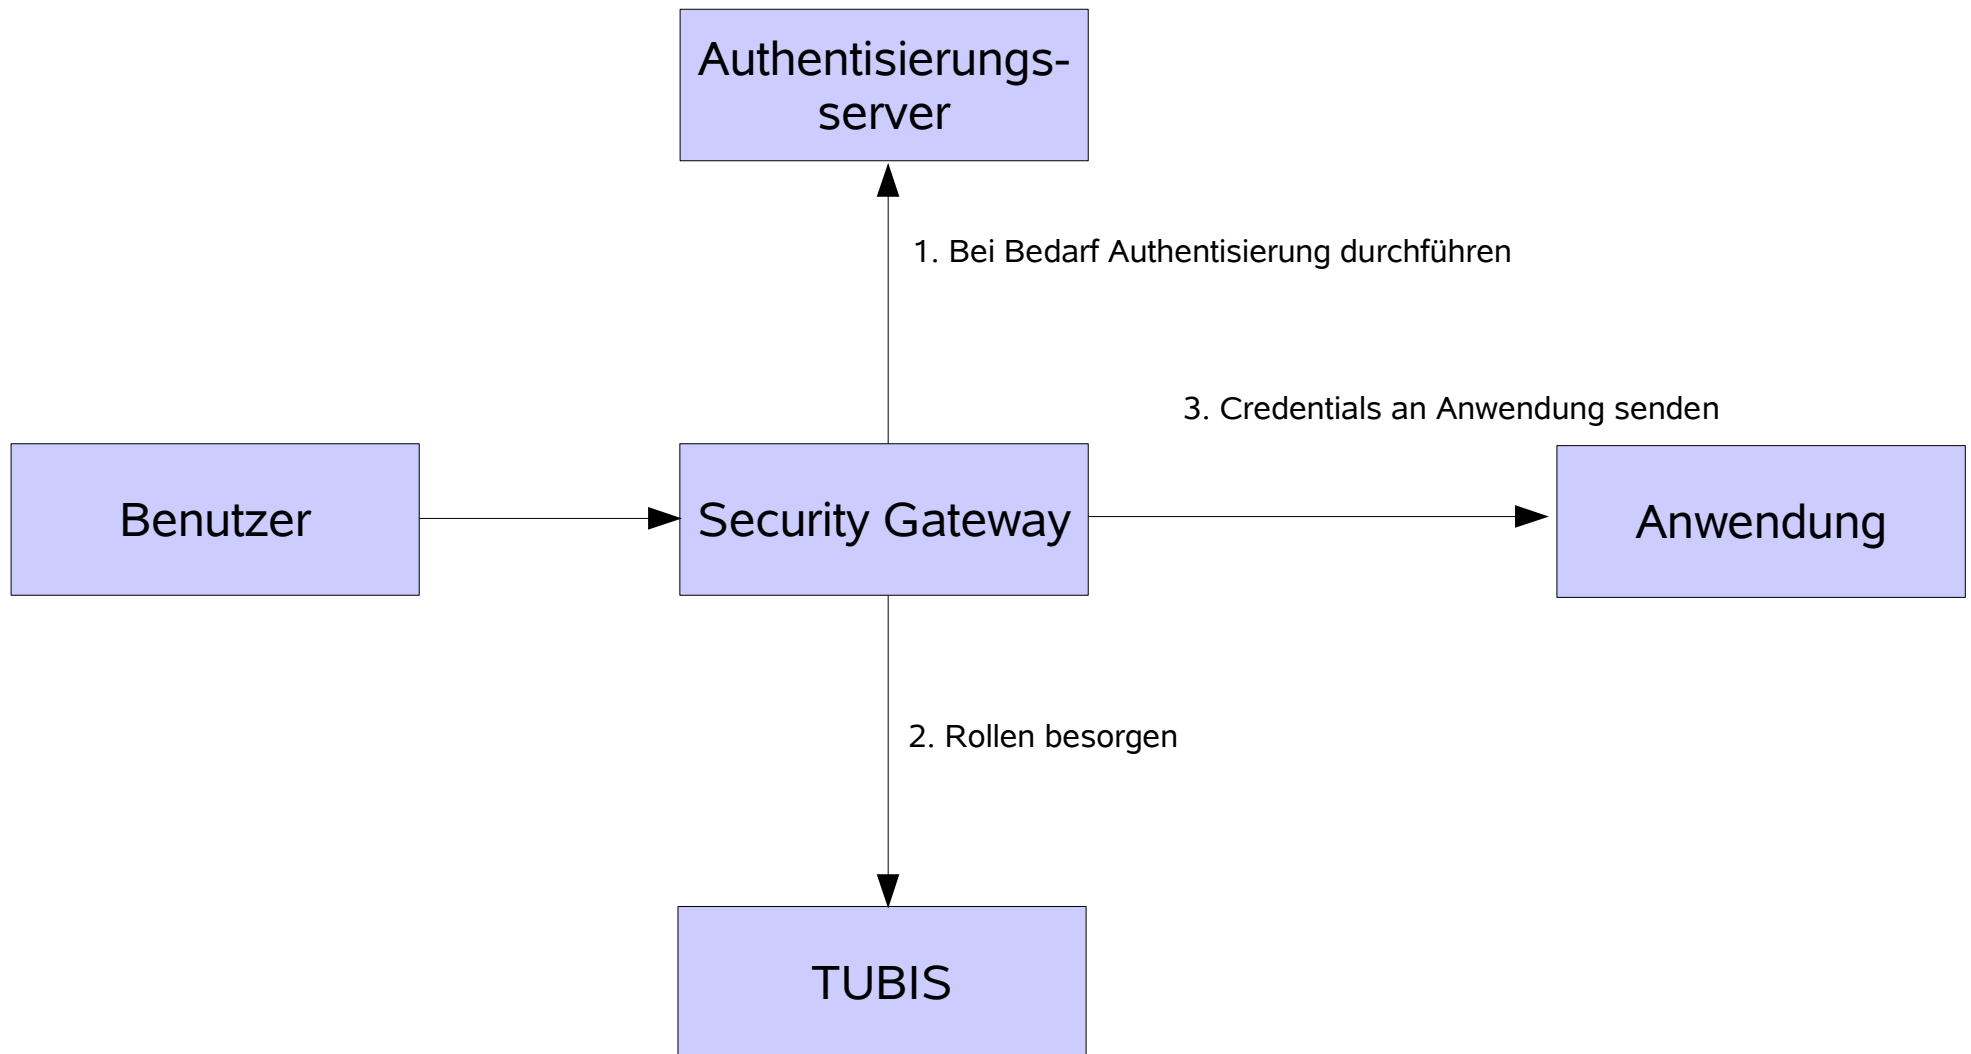 Authentisierungs-
server
1. Bei Bedarf Authentisierung durchführen
3. Credentials an Anwendung senden
Benutzer
Security Gateway
Anwendung
2. Rollen besorgen
TUBIS